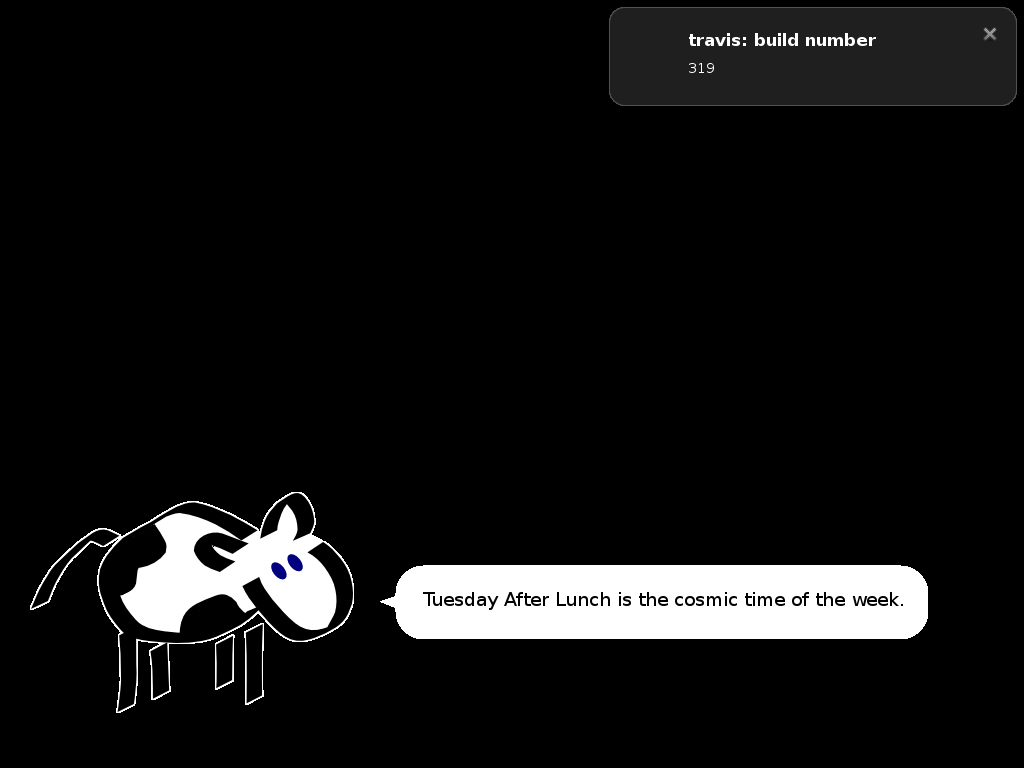 travis: build number
319
Tuesday After Lunch is the cosmic time of the week.